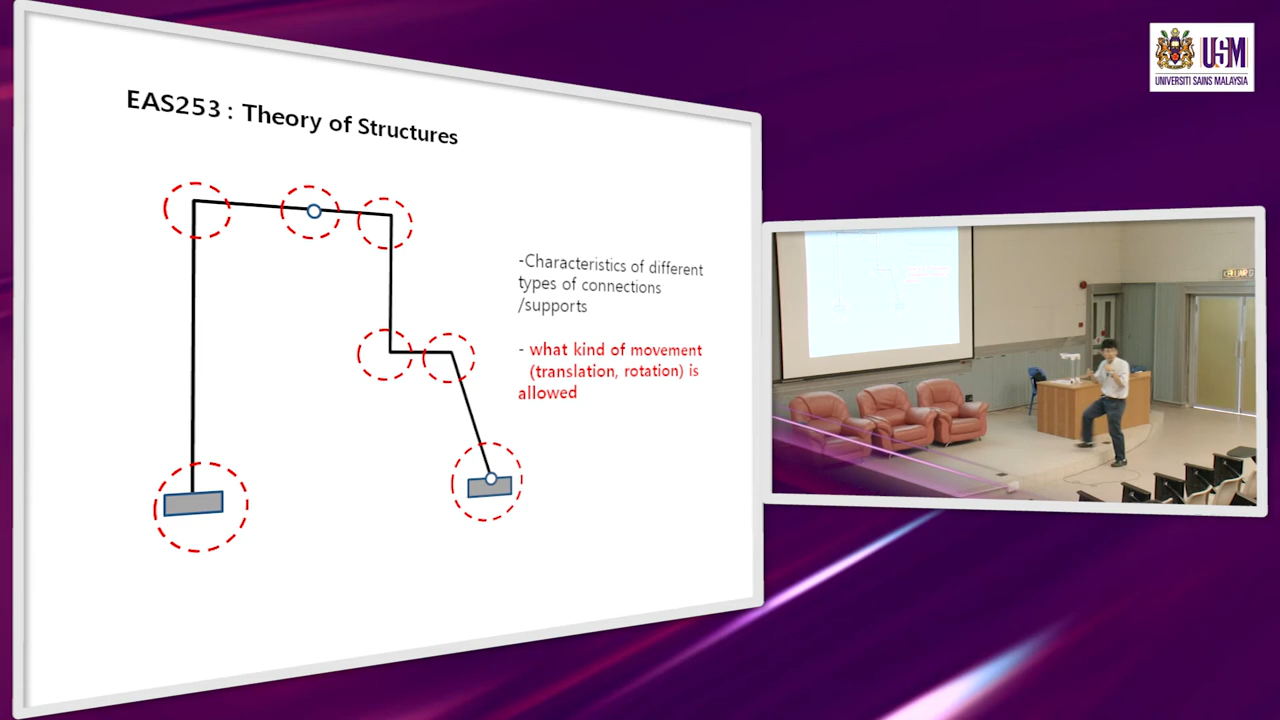 USM
UNIVERSITI SAINS MALAYSIA
EAS253 : Theory of Structures
-Characteristics of different
types of connections
/supports
- what kind of movement
(translation, rotation) is
allowed